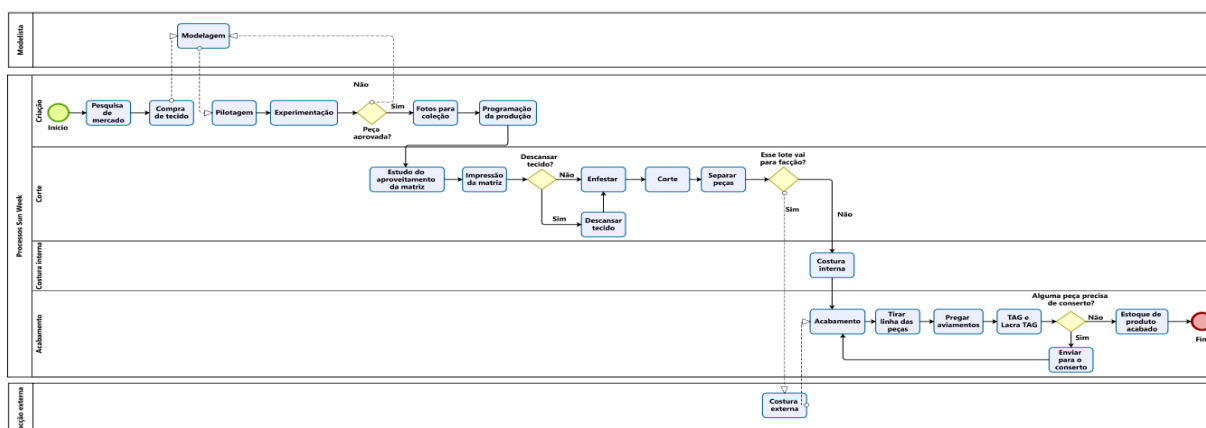 Modelista
Modelagem
Processos Sun Week
Criação
Início
Pesquisa
de
mercado
Compra
de tecido
Pilotagem
Experimentação
Não
Peça
aprovada?
Sim
Fotos para
coleção
Programação
da produção
Corte
Estudo do
aproveitamento
da matriz
Impressão
da matriz
Descansar
tecido?
Não
Sim
Descansar
tecido
Enfestar
Corte
Separar
peças
Esse lote vai
para facção?
Sim
Não
Costura interna
Costura
interna
Acabamento
Acabamento
Tirar
linha das
peças
Pregar
aviamentos
TAG e
Lacra TAG
Alguma peça precisa
de conserto?
Não
Sim
Enviar
para o
conserto
Estoque de
produto
acabado
Fim
acção externa
Costura
externa